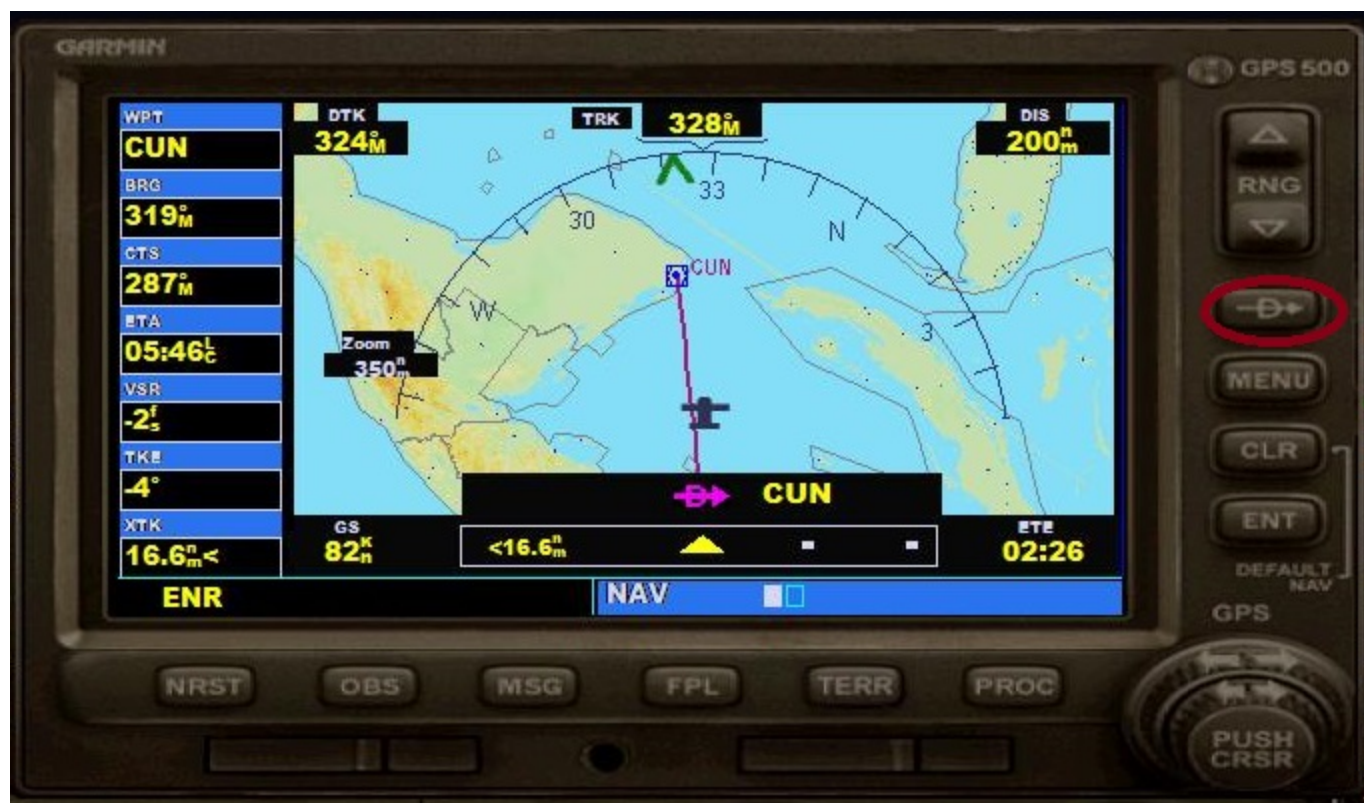 GARMIN
GPS 500
WPT
CUN
BRG
319°M
CTS
287°M
ETA
05:46LC
VSR
-2fs
TKE
-4°
XTK
16.6nm<
DTK
324°M
TRK
328°M
DIS
200nm
33
30
N
W
3
CUN
Zoom
350nm
D CUN
GS
82Kn
<16.6nm
ETE
02:26
ENR
NAV
RNG
D
MENU
CLR
ENT
DEFAULT
NAV
GPS
PUSH
CRSR
NRST OBS MSG FPL TERR PROC